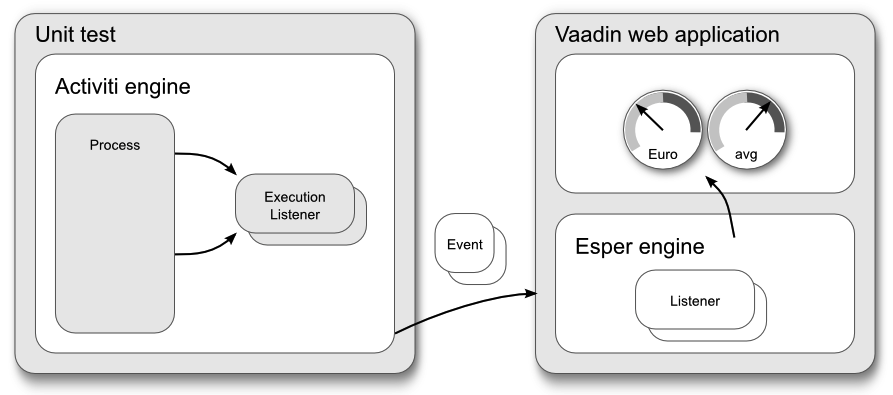 Unit test
Activiti engine
Process
Execution
Listener
Event
Vaadin web application
Euro
avg
Esper engine
Listener